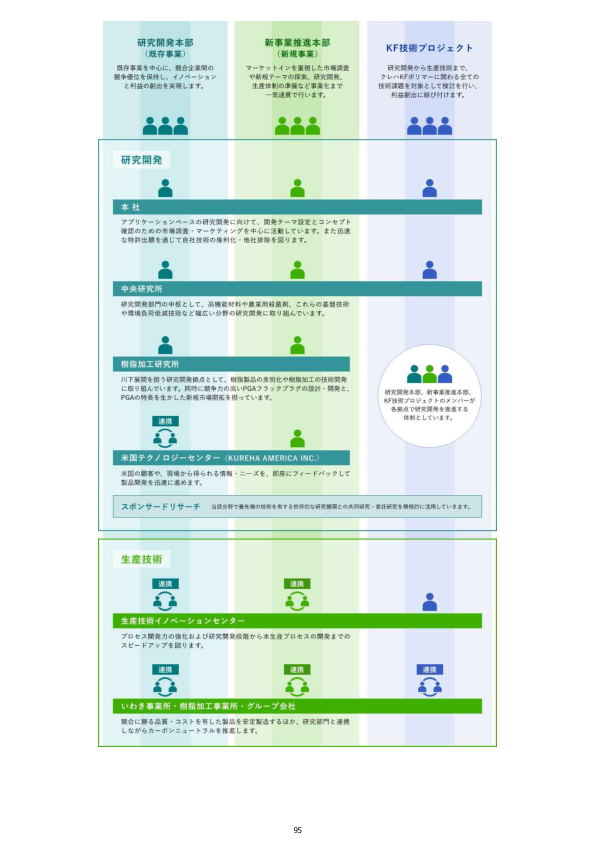 研究開発本部
（既存事業）
既存事業を中心に、競合企業間の
競争優位を保持し、イノベーション
と利益の創出を実現します。
新事業推進本部
（新規事業）
マーケットインを重視した市場調査
や新規テーマの探索、研究開発、
生産体制の準備など事業化まで
一気通貫で行います。
KF技術プロジェクト
研究開発から生産技術まで、
クレハKFポリマーに関わる全ての
技術課題を対象として検討を行い、
利益創出に結び付けます。
研究開発
本 社
アプリケーションベースの研究開発に向けて、開発テーマ設定とコンセプト
確認のための市場調査・マーケティングを中心に活動しています。また迅速
な特許出願を通じて自社技術の権利化・他社排除を図ります。
中央研究所
研究開発部門の中枢として、高機能材料や農業用殺菌剤、これらの基盤技術
や環境負荷低減技術など幅広い分野の研究開発に取り組んでいます。
樹脂加工研究所
川下展開を担う研究開発拠点として、樹脂製品の差別化や樹脂加工の技術開発
に取り組んでいます。同時に競争力の高いPGAフラックプラグの設計・開発と、
PGAの特長を生かした新規市場開拓を担っています。
研究開発本部、新事業推進本部、
KF技術プロジェクトのメンバーが
各拠点で研究開発を推進する
体制としています。
連携
米国テクノロジーセンター（KUREHA AMERICA INC.）
米国の顧客や、現場から得られる情報・ニーズを、即座にフィードバックして
製品開発を迅速に進めます。
スポンサードリサーチ 当該分野で最先端の技術を有する世界的な研究機関との共同研究・委託研究を積極的に活用していきます。
生産技術
連携 連携
生産技術イノベーションセンター
プロセス開発力の強化および研究開発段階から本生産プロセスの開発までの
スピードアップを図ります。
連携 連携 連携
いわき事業所・樹脂加工事業所・グループ会社
競合に勝る品質・コストを有した製品を安定製造するほか、研究部門と連携
しながらカーボンニュートラルを推進します。
95